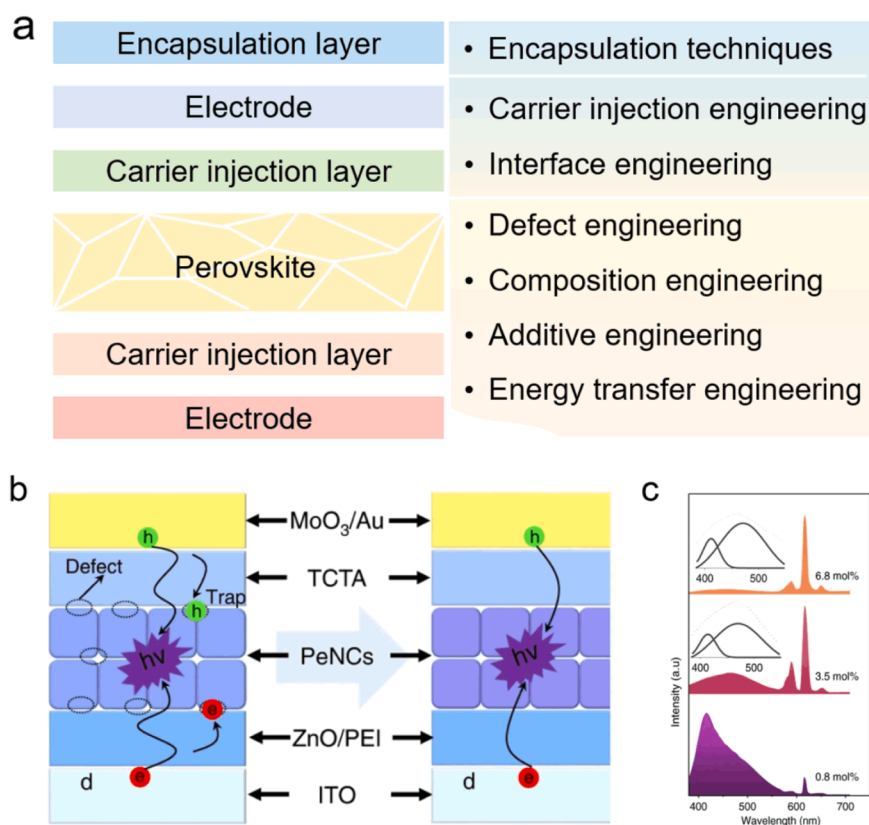 a
Encapsulation layer
Electrode
Carrier injection layer
Perovskite
Carrier injection layer
Electrode
• Encapsulation techniques
• Carrier injection engineering
• Interface engineering
• Defect engineering
• Composition engineering
• Additive engineering
• Energy transfer engineering
b
h
Defect
h
Trap
hv
e
d
e
MoO₃/Au
TCTA
PeNCs
ZnO/PEI
ITO
h
hv
d
e
c
Intensity (a.u)
400 500
6.8 mol%
400 500
3.5 mol%
0.8 mol%
400 500 600 700
Wavelength (nm)